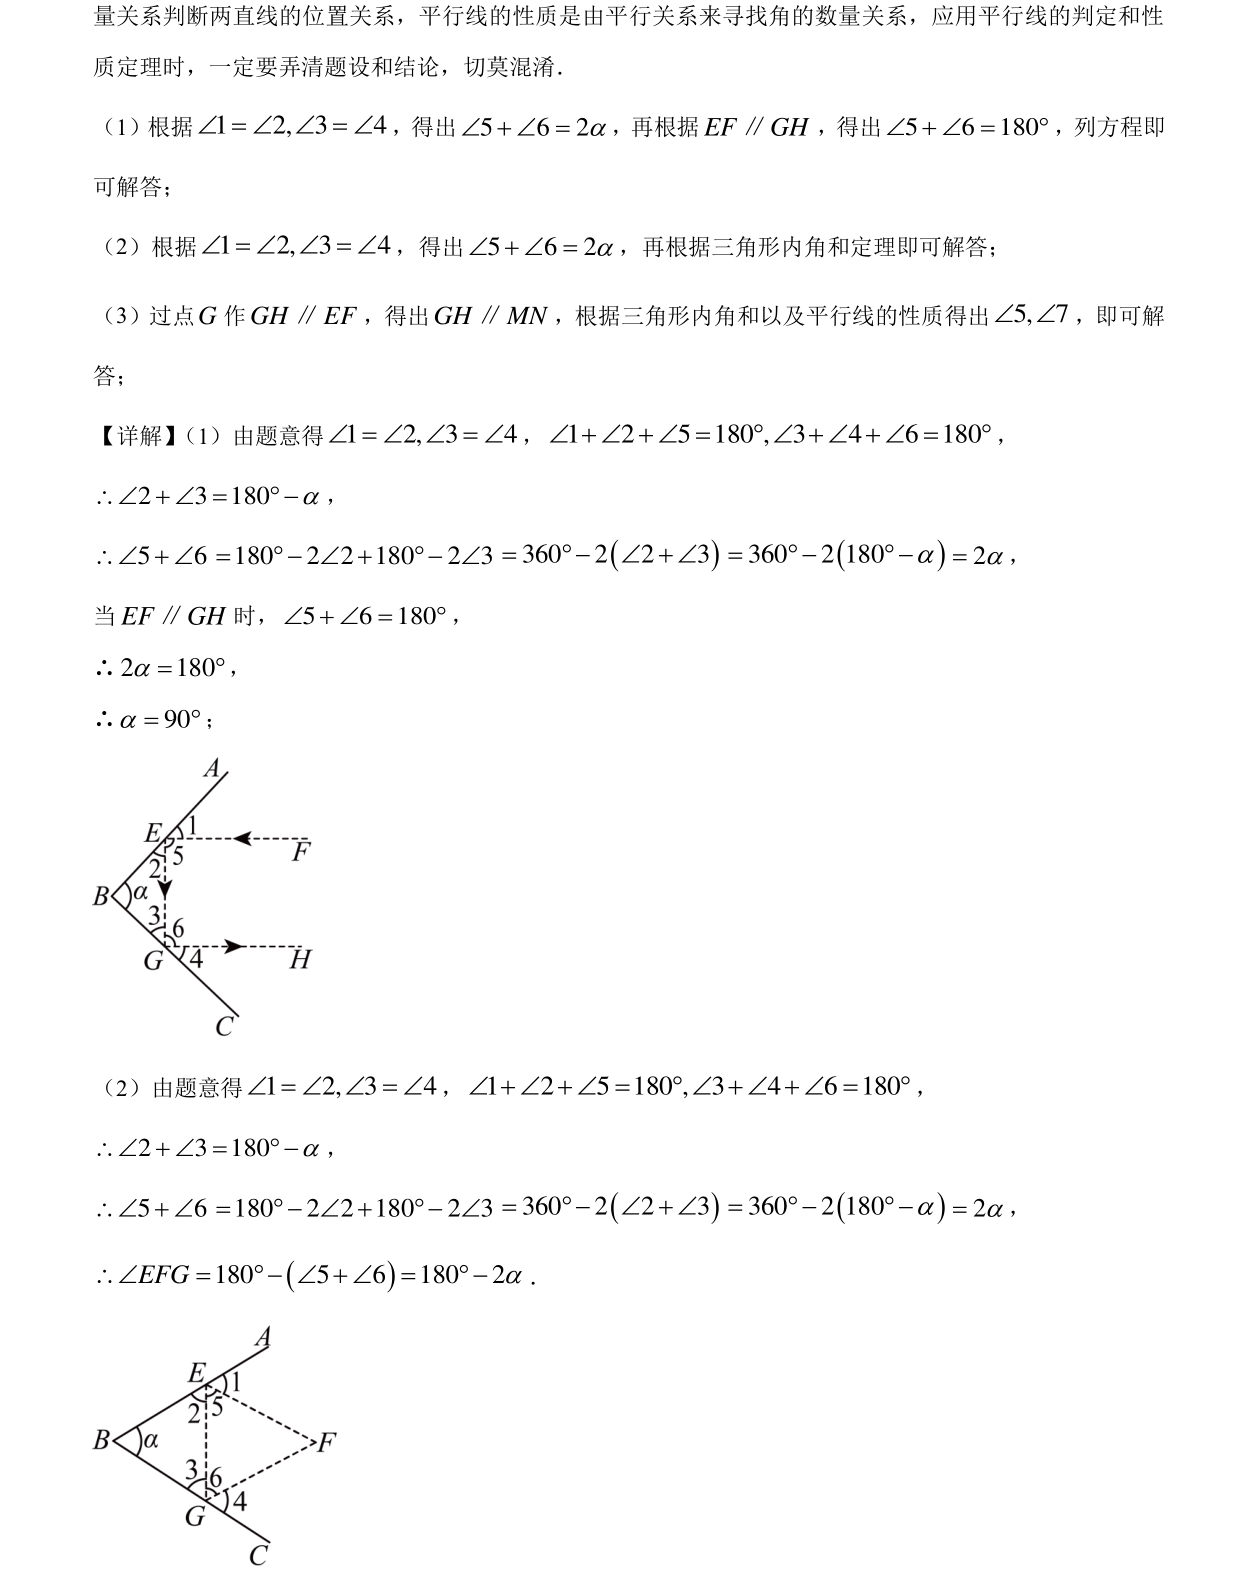 量关系判断两直线的位置关系，平行线的性质是由平行关系来寻找角的数量关系，应用平行线的判定和性
质定理时，一定要弄清题设和结论，切莫混淆．
（1）根据∠1=∠2,∠3=∠4，得出∠5+∠6=2α，再根据EF∥GH，得出∠5+∠6=180°，列方程即
可解答；
（2）根据∠1=∠2,∠3=∠4，得出∠5+∠6=2α，再根据三角形内角和定理即可解答；
（3）过点G作GH∥EF，得出GH∥MN，根据三角形内角和以及平行线的性质得出∠5,∠7，即可解
答；
【详解】（1）由题意得∠1=∠2,∠3=∠4，∠1+∠2+∠5=180°,∠3+∠4+∠6=180°，
∴∠2+∠3=180°−α，
∴∠5+∠6=180°−2∠2+180°−2∠3=360°−2(∠2+∠3)=360°−2(180°−α)=2α，
当EF∥GH时，∠5+∠6=180°，
∴2α=180°，
∴α=90°；
A
E 1
5 F
2
B α
3 6
G 4 H
C
（2）由题意得∠1=∠2,∠3=∠4，∠1+∠2+∠5=180°,∠3+∠4+∠6=180°，
∴∠2+∠3=180°−α，
∴∠5+∠6=180°−2∠2+180°−2∠3=360°−2(∠2+∠3)=360°−2(180°−α)=2α，
∴∠EFG=180°−(∠5+∠6)=180°−2α．
A
E 1
2 5
B α F
3 6
G 4
C